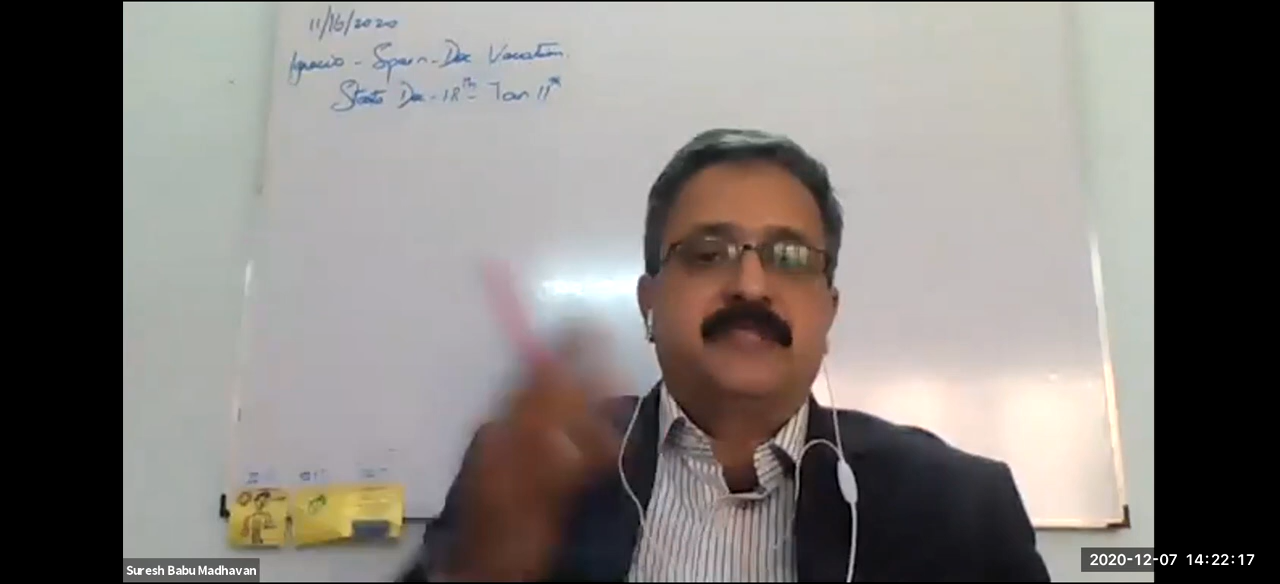 11/16/2020
Ignacio - Spain - Dec Vacation.
Starts Dec - 18th - Jan 11th
Suresh Babu Madhavan
2020-12-07 14:22:17